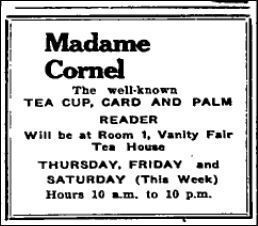 Madame
Cornel
The well-known
TEA CUP, CARD AND PALM
READER
Will be at Room 1, Vanity Fair
Tea House
THURSDAY, FRIDAY and
SATURDAY (This Week)
Hours 10 a.m. to 10 p.m.